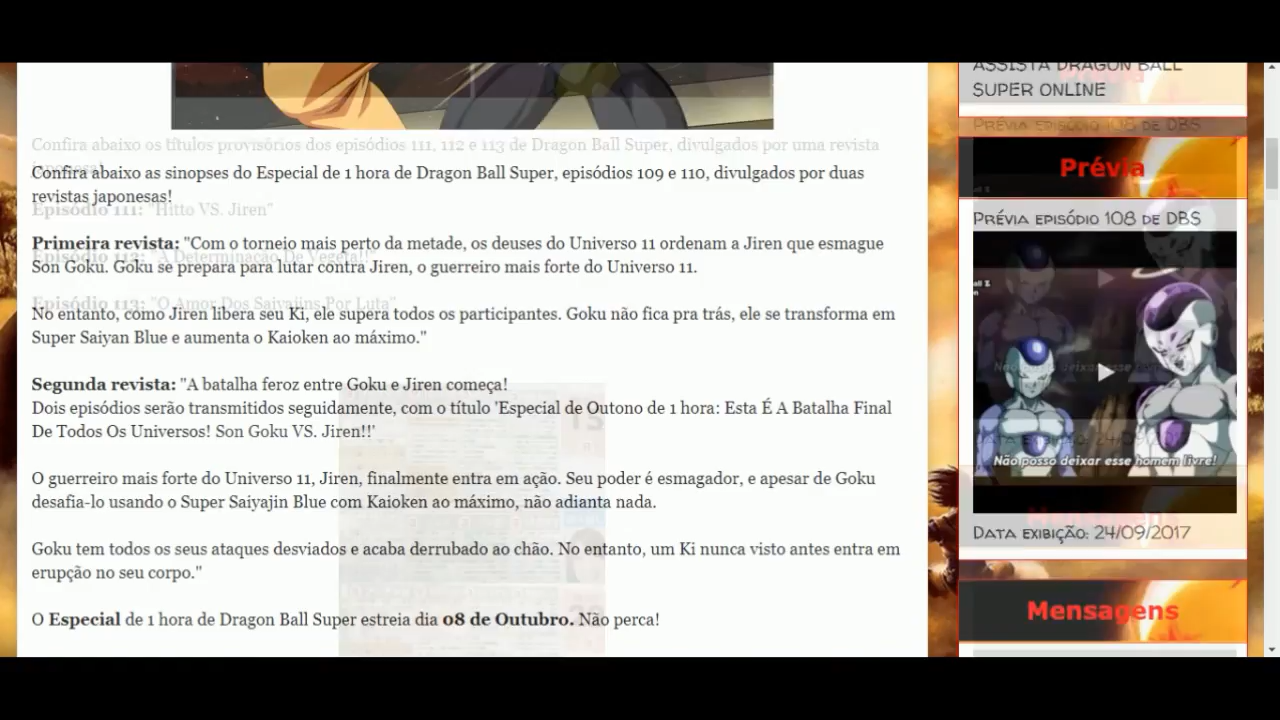 Confira abaixo os títulos provisórios dos episódios 111, 112 e 113 de Dragon Ball Super, divulgados por uma revista
Confira abaixo as sinopses do Especial de 1 hora de Dragon Ball Super, episódios 109 e 110, divulgados por duas
revistas japonesas!
Episódio 111: "Hitto VS. Jiren"
Primeira revista: "Com o torneio mais perto da metade, os deuses do Universo 11 ordenam a Jiren que esmague
Episódio 112: "A Determinação De Vegeta!!"
Son Goku. Goku se prepara para lutar contra Jiren, o guerreiro mais forte do Universo 11.
Episódio 113: "O Amor Dos Saiyajins Por Luta"
No entanto, como Jiren libera seu Ki, ele supera todos os participantes. Goku não fica pra trás, ele se transforma em
Super Saiyan Blue e aumenta o Kaioken ao máximo."
Segunda revista: "A batalha feroz entre Goku e Jiren começa!
Dois episódios serão transmitidos seguidamente, com o título 'Especial de Outono de 1 hora: Esta É A Batalha Final
De Todos Os Universos! Son Goku VS. Jiren!!'
O guerreiro mais forte do Universo 11, Jiren, finalmente entra em ação. Seu poder é esmagador, e apesar de Goku
desafia-lo usando o Super Saiyajin Blue com Kaioken ao máximo, não adianta nada.
Goku tem todos os seus ataques desviados e acaba derrubado ao chão. No entanto, um Ki nunca visto antes entra em
erupção no seu corpo."
O Especial de 1 hora de Dragon Ball Super estreia dia 08 de Outubro. Não perca!
ASSISTA DRAGON BALL
SUPER ONLINE
Prévia episódio 108 de DBS
Prévia
Prévia episódio 108 de DBS
Não posso deixar esse homem livre!
Data exibição: 24/09/2017
Mensagens